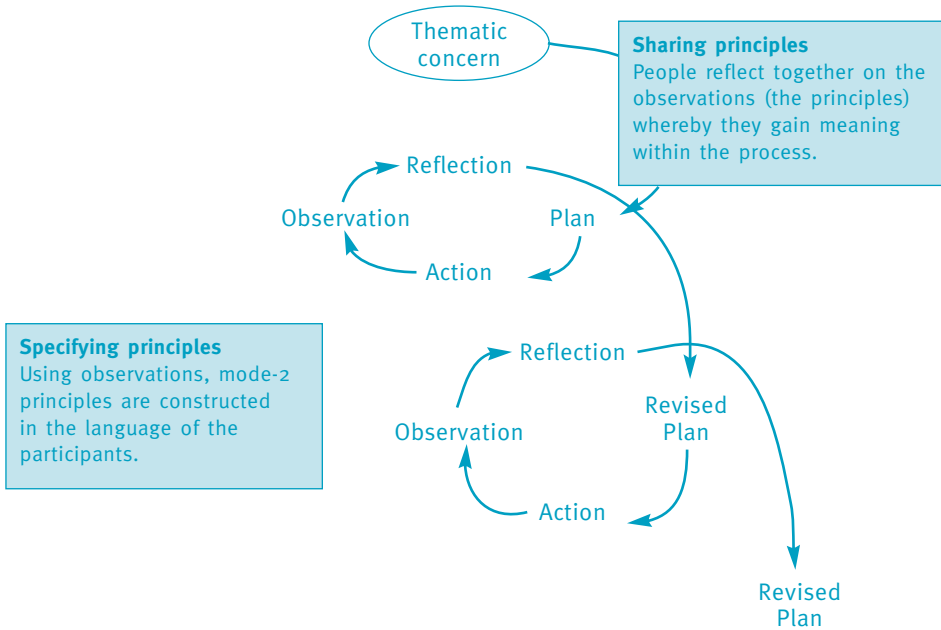 Thematic
concern
Sharing principles
People reflect together on the
observations (the principles)
whereby they gain meaning
within the process.
Reflection
Observation
Plan
Action
Specifying principles
Using observations, mode-2
principles are constructed
in the language of the
participants.
Reflection
Observation
Revised
Plan
Action
Revised
Plan